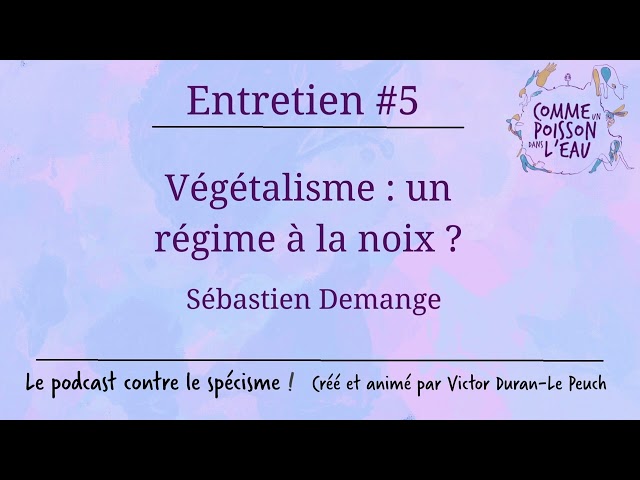 Entretien #5
COMME UN
POISSON
DANS L'EAU
Végétalisme : un
régime à la noix ?
Sébastien Demange
Le podcast contre le spécisme ! Créé et animé par Victor Duran-Le Peuch